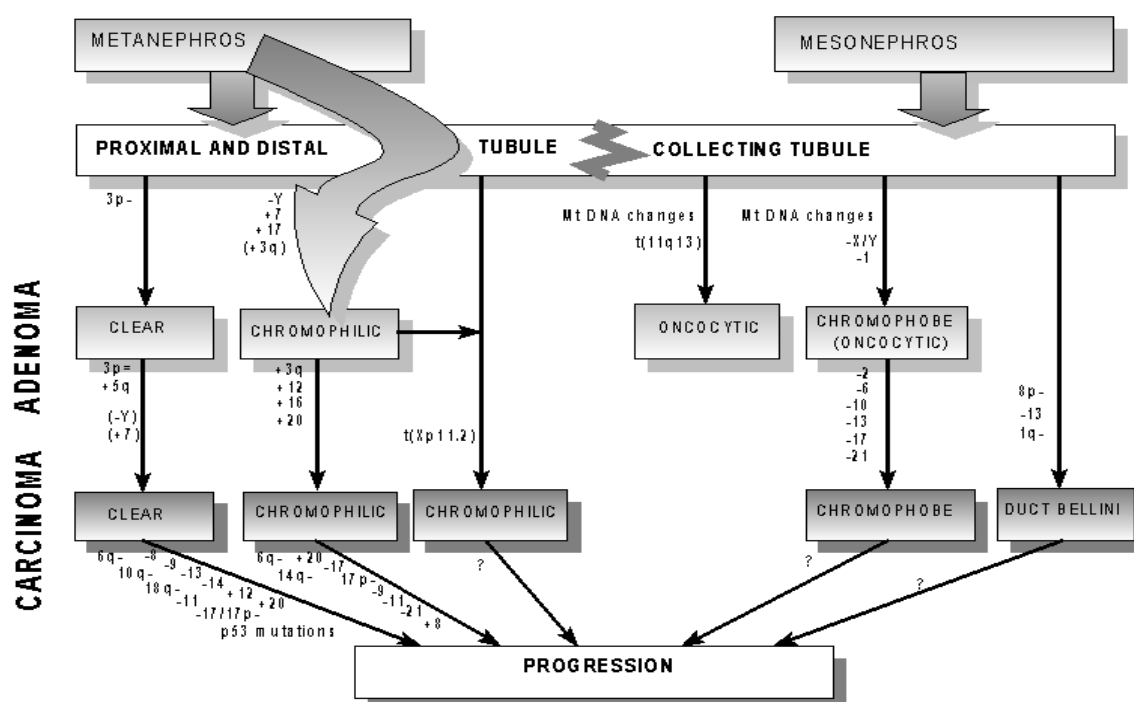 METANEPHROS
MESONEPHROS
PROXIMAL AND DISTAL TUBULE COLLECTING TUBULE
3p-
-Y
+7
+17
(+3q)
Mt DNA changes
t(11q13)
Mt DNA changes
-X/Y
-1
ADENOMA
CLEAR
CHROMOPHILIC
ONCOCYTIC
CHROMOPHOBE
(ONCOCYTIC)
3p=
+5q
(-Y)
(+7)
+3q
+12
+16
+20
t(Xp11.2)
-2
-6
-10
-13
-17
-21
8p-
-13
1q-
CARCINOMA
CLEAR
CHROMOPHILIC
CHROMOPHILIC
CHROMOPHOBE
DUCT BELLINI
6q-
10q-
18q-
-11
-17/17p-
p53 mutations
-8
-9
-13
-14
+12
+20
6q-
14q-
+20
-17
17p-
-9
-11
-21
+8
?
?
?
PROGRESSION